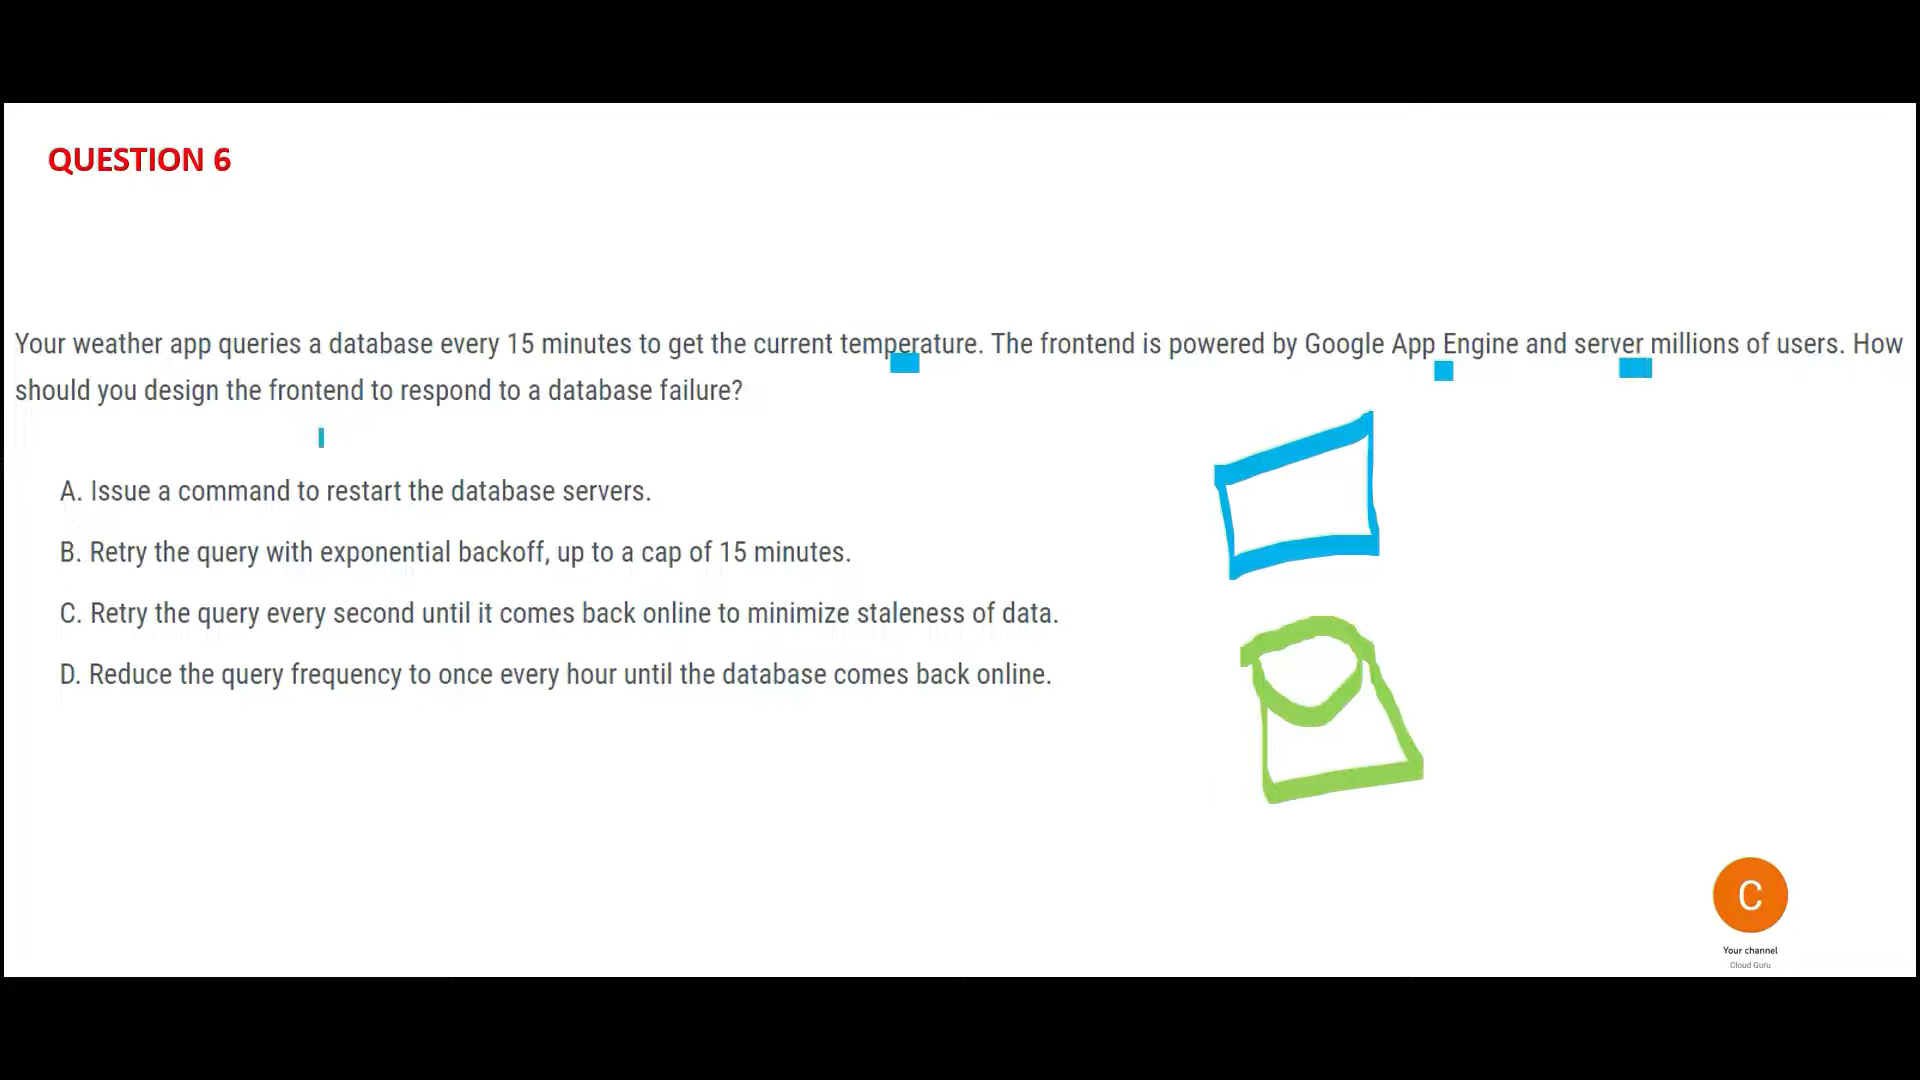 QUESTION 6
Your weather app queries a database every 15 minutes to get the current temperature. The frontend is powered by Google App Engine and server millions of users. How
should you design the frontend to respond to a database failure?
A. Issue a command to restart the database servers.
B. Retry the query with exponential backoff, up to a cap of 15 minutes.
C. Retry the query every second until it comes back online to minimize staleness of data.
D. Reduce the query frequency to once every hour until the database comes back online.
C
Your channel
Cloud Guru